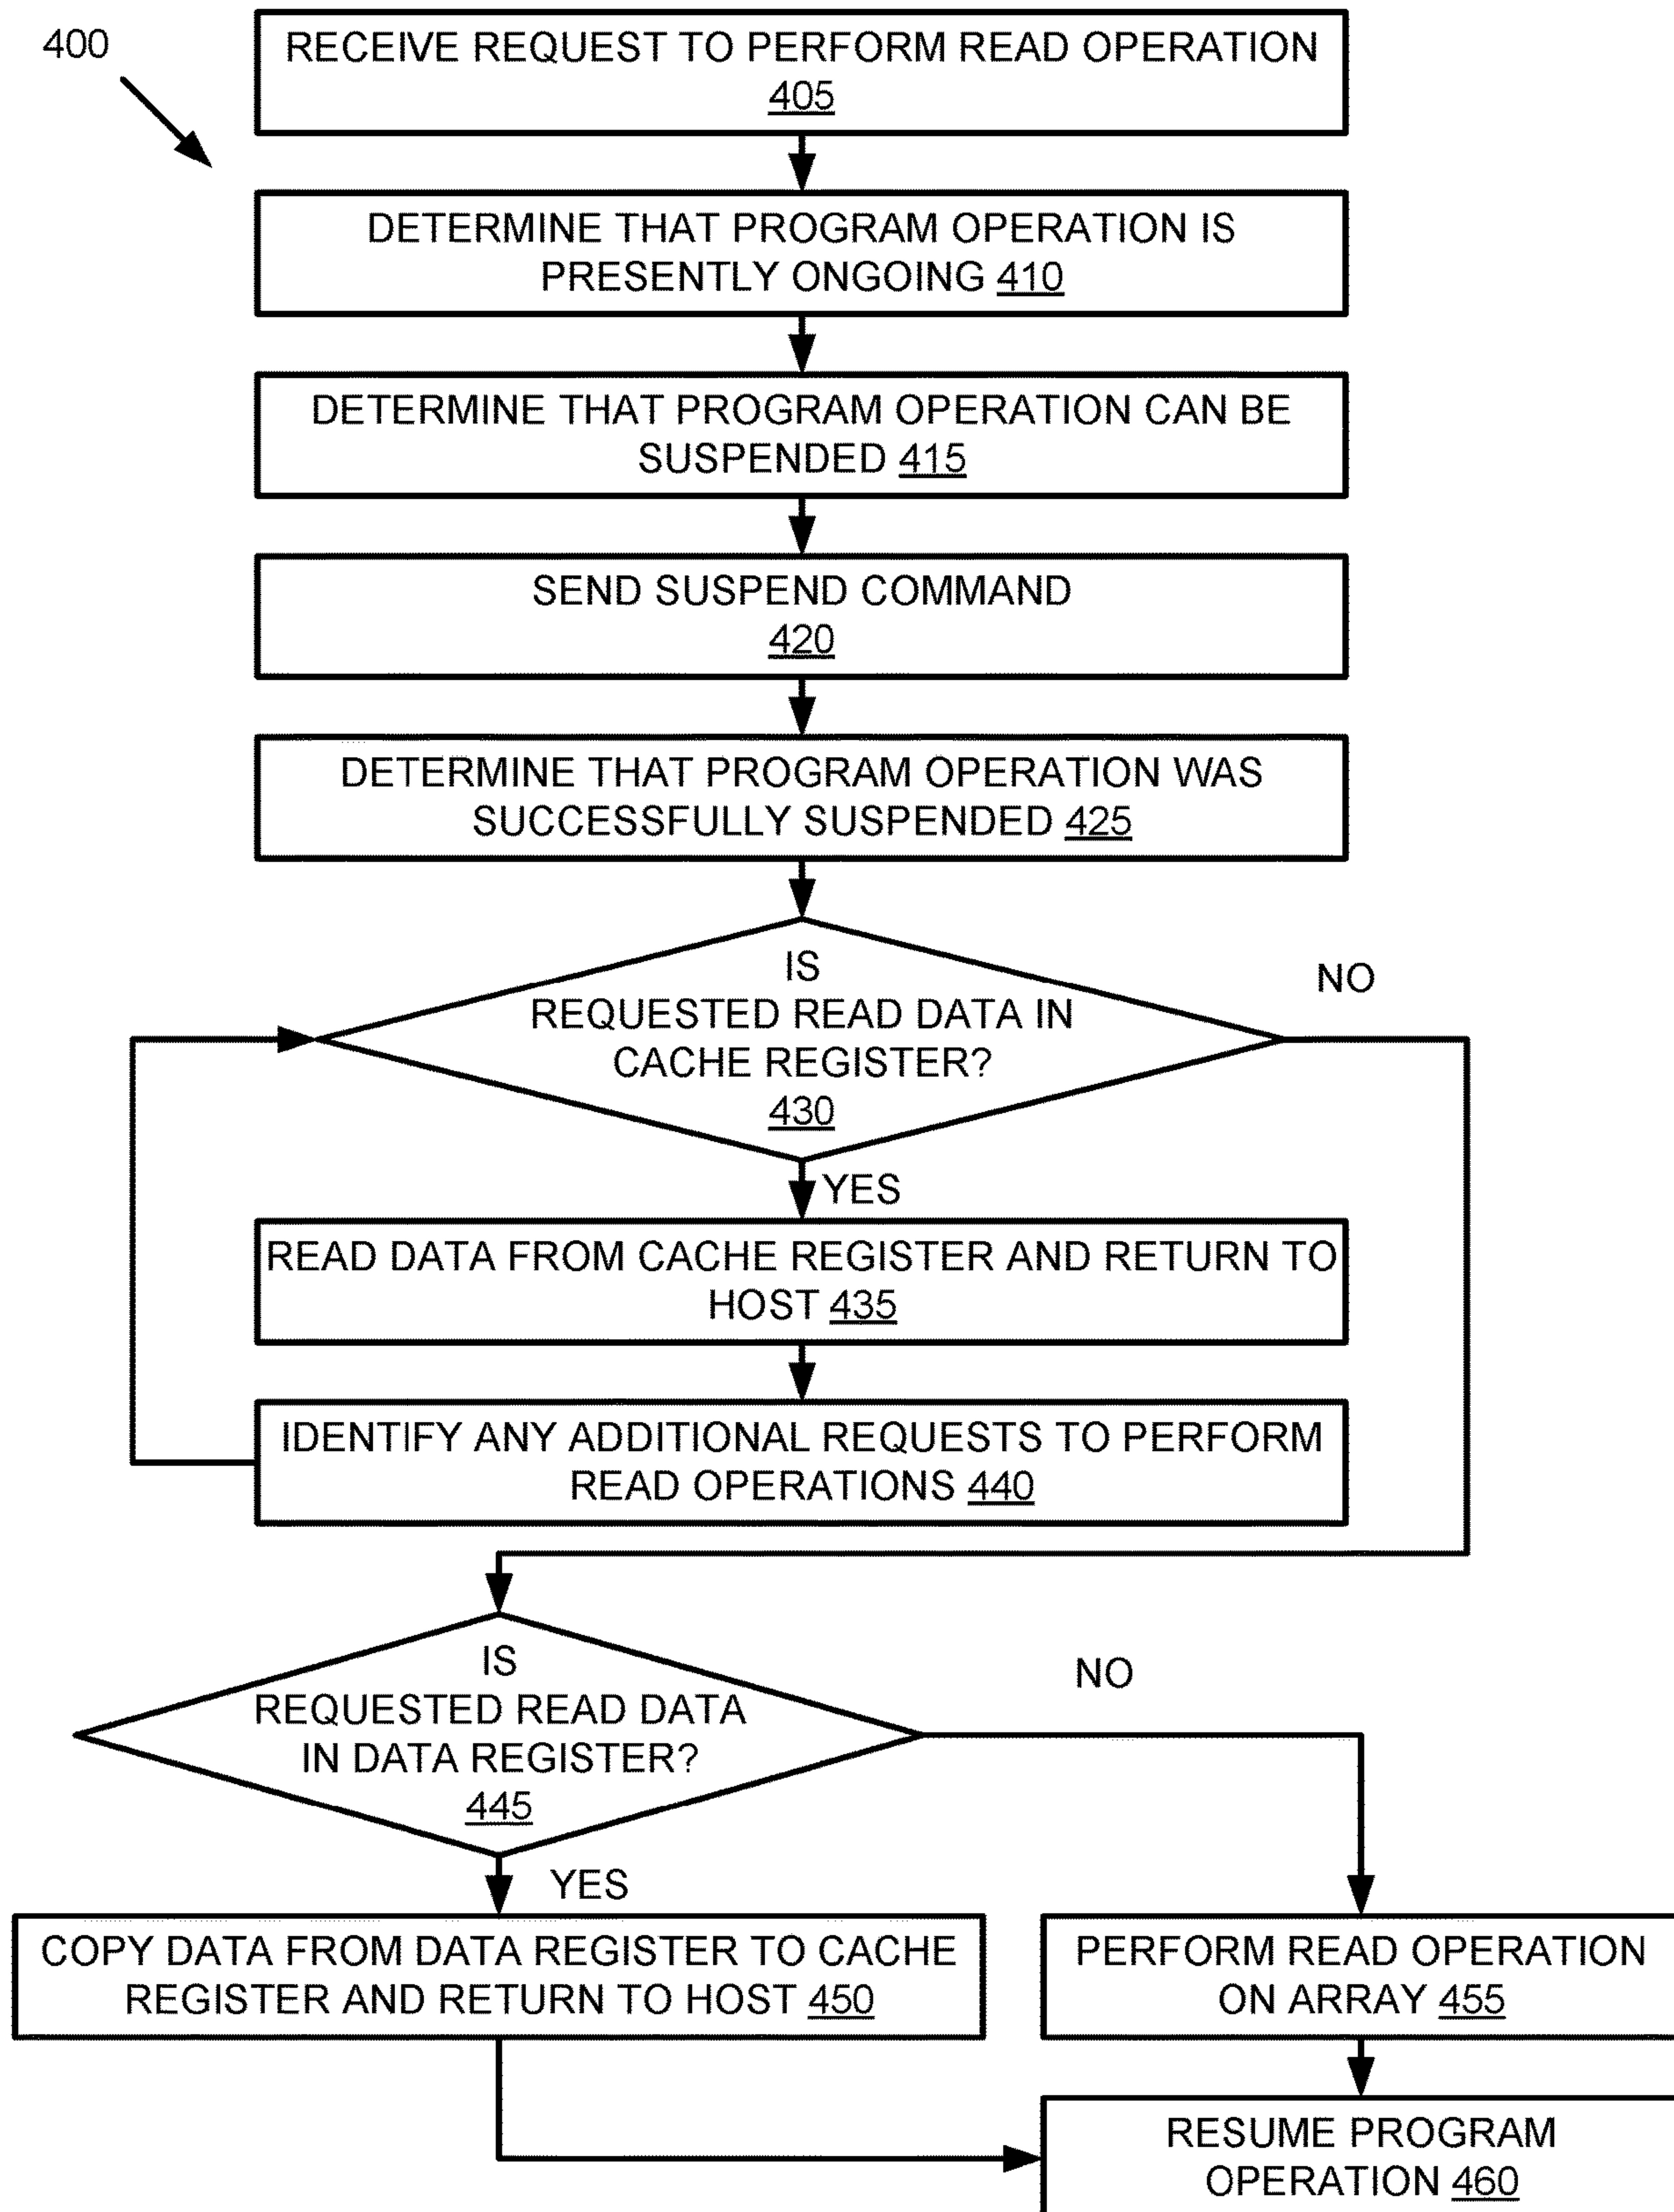 400
RECEIVE REQUEST TO PERFORM READ OPERATION
405
DETERMINE THAT PROGRAM OPERATION IS
PRESENTLY ONGOING 410
DETERMINE THAT PROGRAM OPERATION CAN BE
SUSPENDED 415
SEND SUSPEND COMMAND
420
DETERMINE THAT PROGRAM OPERATION WAS
SUCCESSFULLY SUSPENDED 425
IS
REQUESTED READ DATA IN
CACHE REGISTER?
430
NO
YES
READ DATA FROM CACHE REGISTER AND RETURN TO
HOST 435
IDENTIFY ANY ADDITIONAL REQUESTS TO PERFORM
READ OPERATIONS 440
IS
REQUESTED READ DATA
IN DATA REGISTER?
445
NO
YES
COPY DATA FROM DATA REGISTER TO CACHE
REGISTER AND RETURN TO HOST 450
PERFORM READ OPERATION
ON ARRAY 455
RESUME PROGRAM
OPERATION 460